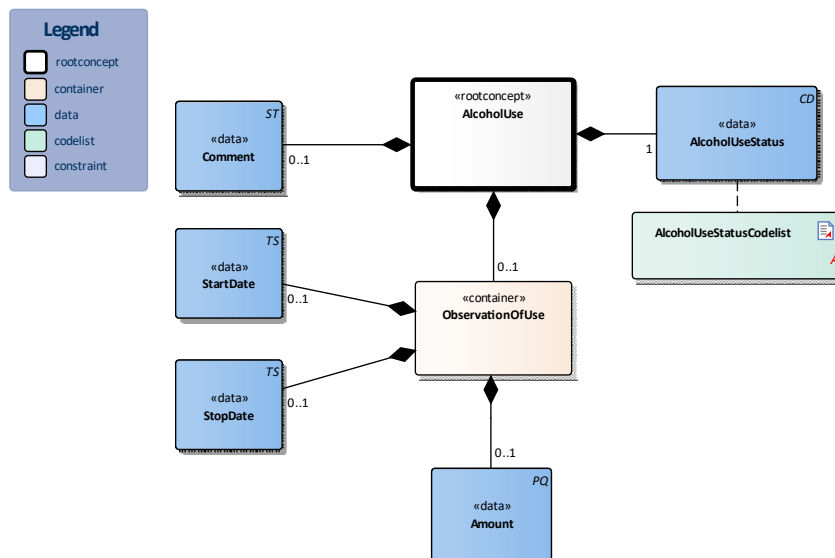 Legend
rootconcept
container
data
codelist
constraint
«rootconcept»
AlcoholUse
ST
«data»
Comment
0..1
CD
«data»
AlcoholUseStatus
1
AlcoholUseStatusCodelist
A
0..1
TS
«data»
StartDate
0..1
«container»
ObservationOfUse
TS
«data»
StopDate
0..1
0..1
PQ
«data»
Amount